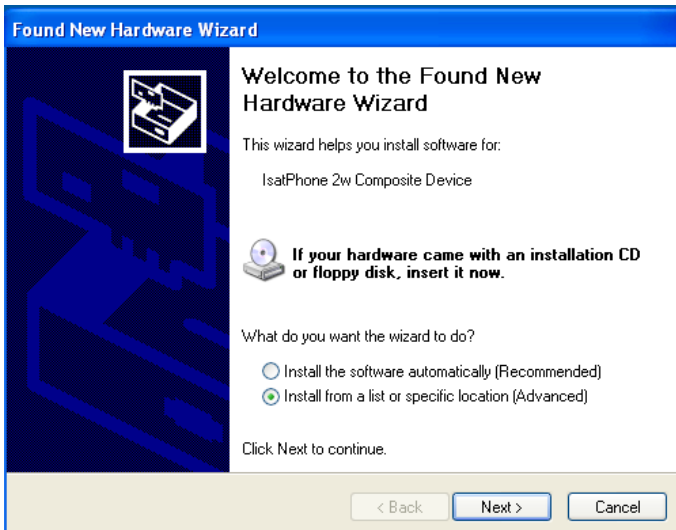 Found New Hardware Wizard
Welcome to the Found New
Hardware Wizard
This wizard helps you install software for:
IsatPhone 2w Composite Device
If your hardware came with an installation CD
or floppy disk, insert it now.
What do you want the wizard to do?
Install the software automatically (Recommended)
Install from a list or specific location (Advanced)
Click Next to continue.
< Back
Next >
Cancel